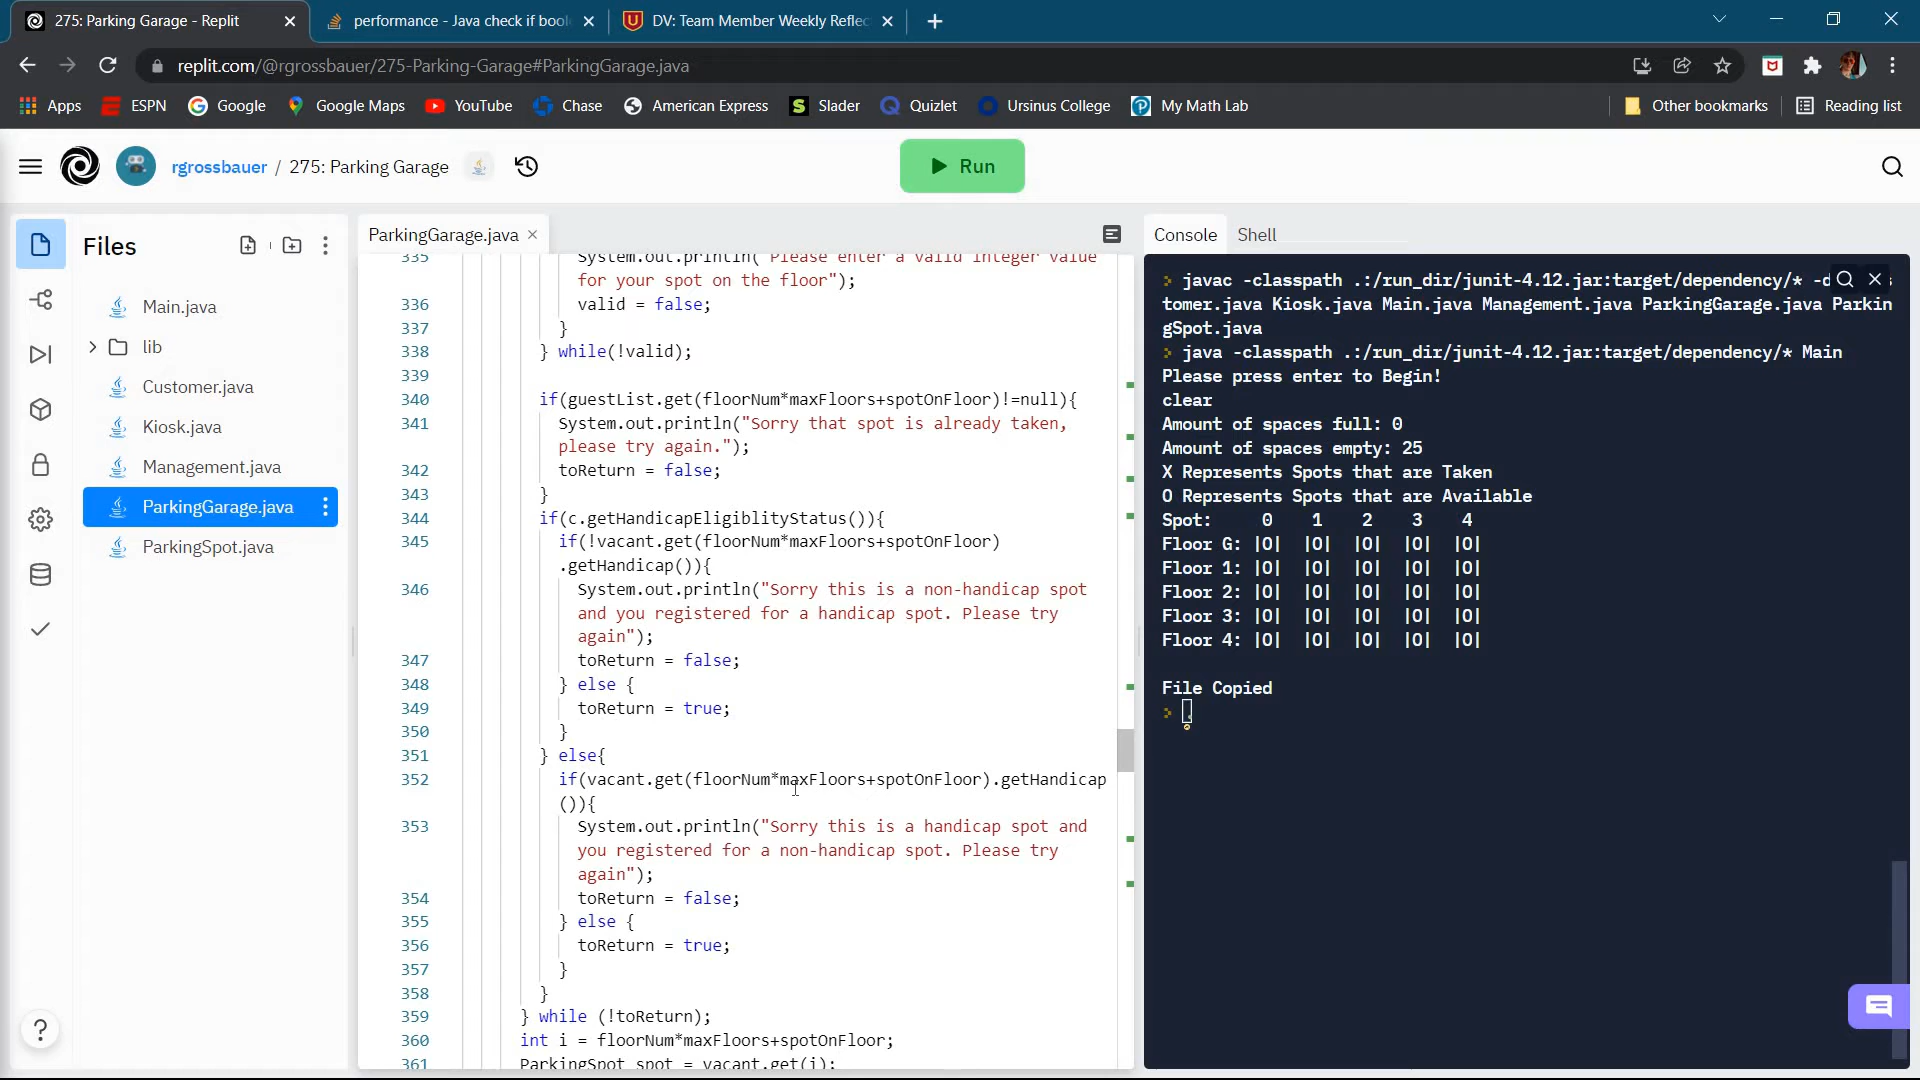 275: Parking Garage - Replit
performance - Java check if bool
DV: Team Member Weekly Reflec
replit.com/@rgrossbauer/275-Parking-Garage#ParkingGarage.java
Apps
ESPN
Google
Google Maps
YouTube
Chase
American Express
Slader
Quizlet
Ursinus College
My Math Lab
Other bookmarks
Reading list
rgrossbauer / 275: Parking Garage
Run
Files
Main.java
lib
Customer.java
Kiosk.java
Management.java
ParkingGarage.java
ParkingSpot.java
ParkingGarage.java
335 System.out.println("Please enter a valid integer value
for your spot on the floor");
336 valid = false;
337 }
338 } while(!valid);
339
340 if(guestList.get(floorNum*maxFloors+spotOnFloor)!=null){
341 System.out.println("Sorry that spot is already taken,
please try again.");
342 toReturn = false;
343 }
344 if(c.getHandicapEligiblityStatus()){
345 if(!vacant.get(floorNum*maxFloors+spotOnFloor)
.getHandicap()){
346 System.out.println("Sorry this is a non-handicap spot
and you registered for a handicap spot. Please try
again");
347 toReturn = false;
348 } else {
349 toReturn = true;
350 }
351 } else{
352 if(vacant.get(floorNum*maxFloors+spotOnFloor).getHandicap
()){
353 System.out.println("Sorry this is a handicap spot and
you registered for a non-handicap spot. Please try
again");
354 toReturn = false;
355 } else {
356 toReturn = true;
357 }
358 }
359 } while (!toReturn);
360 int i = floorNum*maxFloors+spotOnFloor;
361 ParkingSpot spot = vacant.get(i);
Console
Shell
> javac -classpath .:/run_dir/junit-4.12.jar:target/dependency/* -d s
tomer.java Kiosk.java Main.java Management.java ParkingGarage.java Parkin
gSpot.java
> java -classpath .:/run_dir/junit-4.12.jar:target/dependency/* Main
Please press enter to Begin!
clear
Amount of spaces full: 0
Amount of spaces empty: 25
X Represents Spots that are Taken
O Represents Spots that are Available
Spot: 0 1 2 3 4
Floor G: |O| |O| |O| |O| |O|
Floor 1: |O| |O| |O| |O| |O|
Floor 2: |O| |O| |O| |O| |O|
Floor 3: |O| |O| |O| |O| |O|
Floor 4: |O| |O| |O| |O| |O|
File Copied
>
?